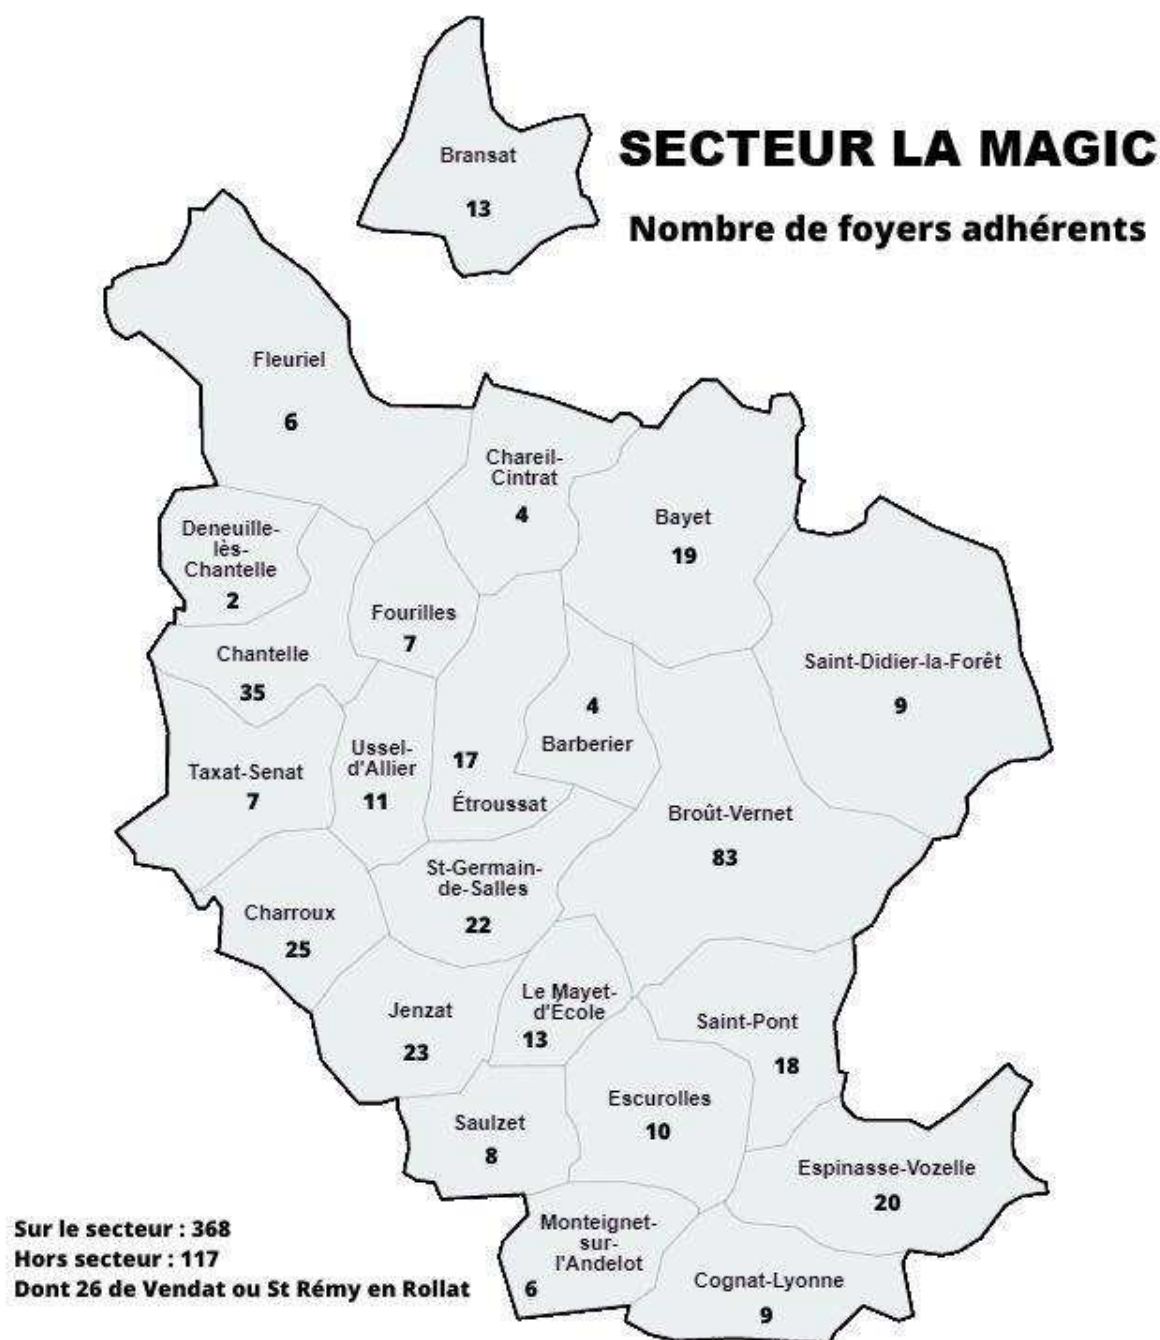 SECTEUR LA MAGIC
Nombre de foyers adhérents
Bransat
13
Fleuriel
6
Chareil-
Cintrat
4
Bayet
19
Deneuille-
lès-
Chantelle
2
Fourilles
7
Chantelle
35
Saint-Didier-la-Forêt
9
4
Barberier
Taxat-Senat
7
Ussel-
d'Allier
11
17
Étroussat
Broût-Vernet
83
St-Germain-
de-Salles
22
Charroux
25
Jenzat
23
Le Mayet-
d'École
13
Saint-Pont
18
Escurolles
10
Saulzet
8
Espinasse-Vozelle
20
Monteignet-
sur-
l'Andelot
6
Cognat-Lyonne
9
Sur le secteur : 368
Hors secteur : 117
Dont 26 de Vendat ou St Rémy en Rollat